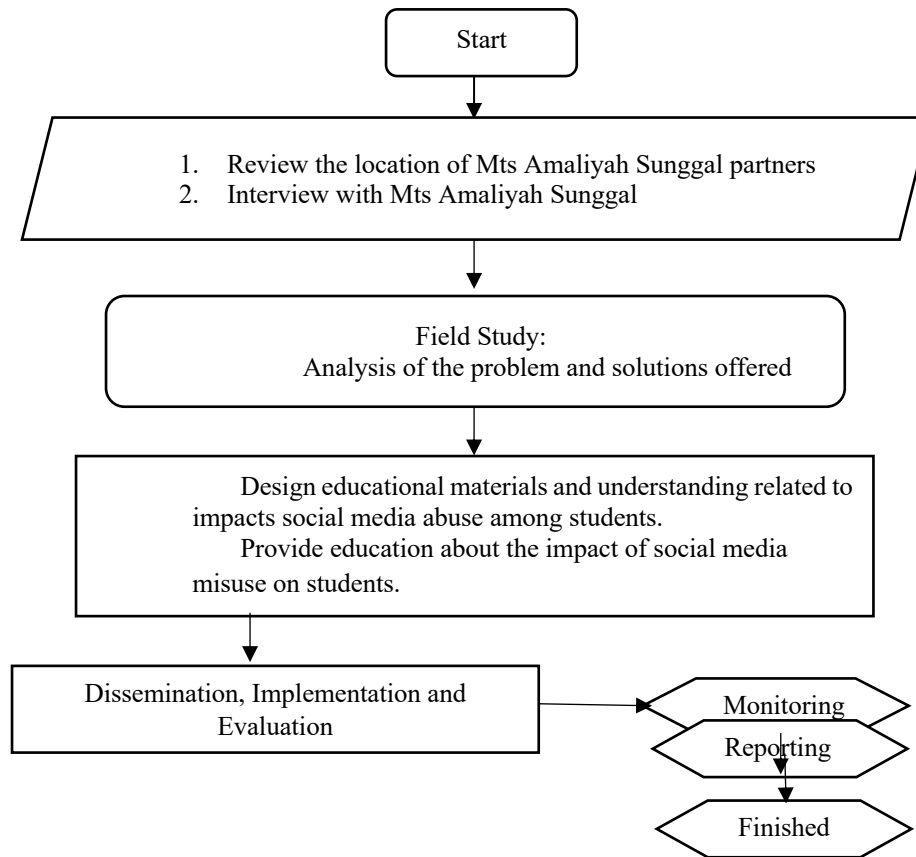 Start
1. Review the location of Mts Amaliyah Sunggal partners
2. Interview with Mts Amaliyah Sunggal
Field Study:
Analysis of the problem and solutions offered
Design educational materials and understanding related to
impacts social media abuse among students.
Provide education about the impact of social media
misuse on students.
Dissemination, Implementation and
Evaluation
Monitoring
Reporting
Finished